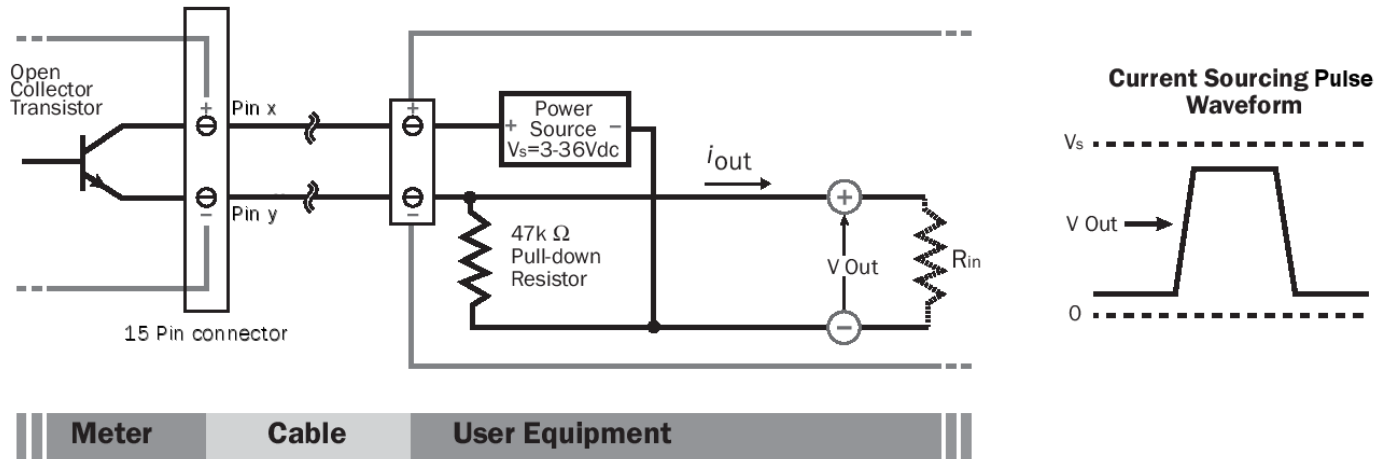 Open
Collector
Transistor
+
Pin x
−
Pin y
15 Pin connector
+
−
Power
+ Source −
Vs=3-36Vdc
iout
47k Ω
Pull-down
Resistor
+
V Out
−
Rin
Current Sourcing Pulse
Waveform
Vs
V Out
0
Meter
Cable
User Equipment